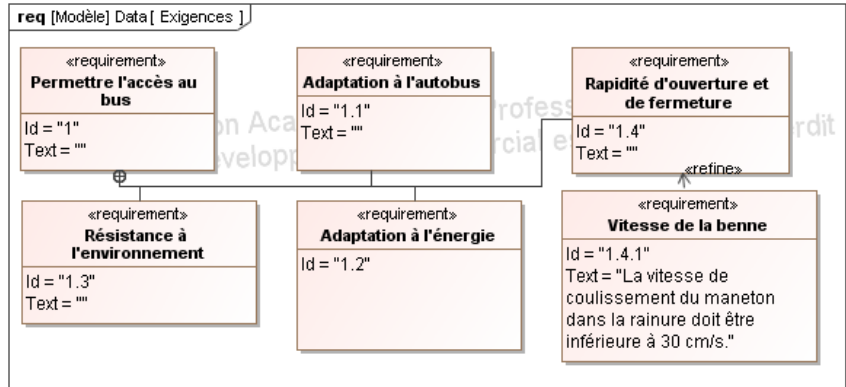 req [Modèle] Data [ Exigences ]
«requirement»
Permettre l'accès au
bus
Id = "1"
Text = ""
«requirement»
Adaptation à l'autobus
Id = "1.1"
Text = ""
«requirement»
Rapidité d'ouverture et
de fermeture
Id = "1.4"
Text = ""
«refine»
«requirement»
Résistance à
l'environnement
Id = "1.3"
Text = ""
«requirement»
Adaptation à l'énergie
Id = "1.2"
«requirement»
Vitesse de la benne
Id = "1.4.1"
Text = "La vitesse de
coulissement du maneton
dans la rainure doit être
inférieure à 30 cm/s."